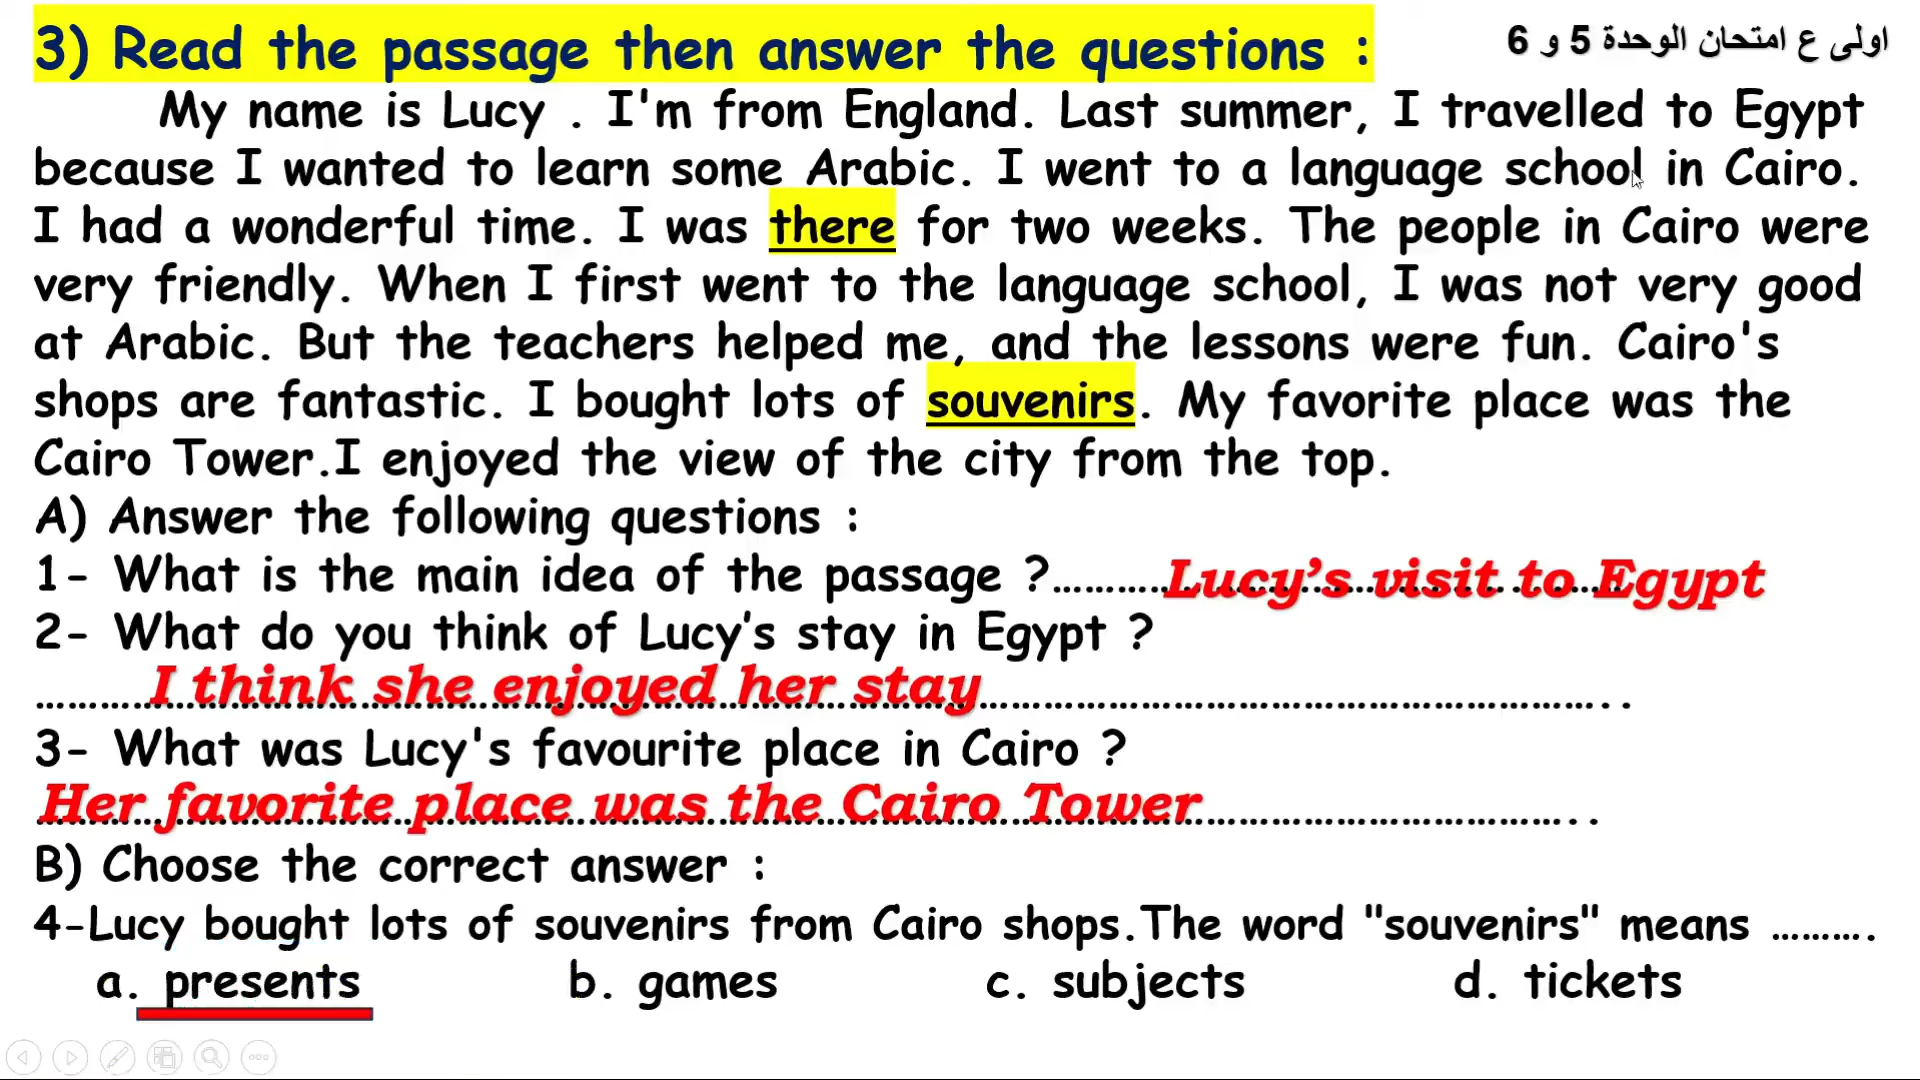 3) Read the passage then answer the questions :
اولى ع امتحان الوحدة 5 و 6
My name is Lucy . I'm from England. Last summer, I travelled to Egypt
because I wanted to learn some Arabic. I went to a language school in Cairo.
I had a wonderful time. I was there for two weeks. The people in Cairo were
very friendly. When I first went to the language school, I was not very good
at Arabic. But the teachers helped me, and the lessons were fun. Cairo's
shops are fantastic. I bought lots of souvenirs. My favorite place was the
Cairo Tower.I enjoyed the view of the city from the top.
A) Answer the following questions :
1- What is the main idea of the passage ?………… Lucy’s visit to Egypt
2- What do you think of Lucy’s stay in Egypt ?
………… I think she enjoyed her stay …………………………………………………..
3- What was Lucy's favourite place in Cairo ?
Her favorite place was the Cairo Tower ……………………………..
B) Choose the correct answer :
4-Lucy bought lots of souvenirs from Cairo shops.The word "souvenirs" means ……….
a. presents b. games c. subjects d. tickets